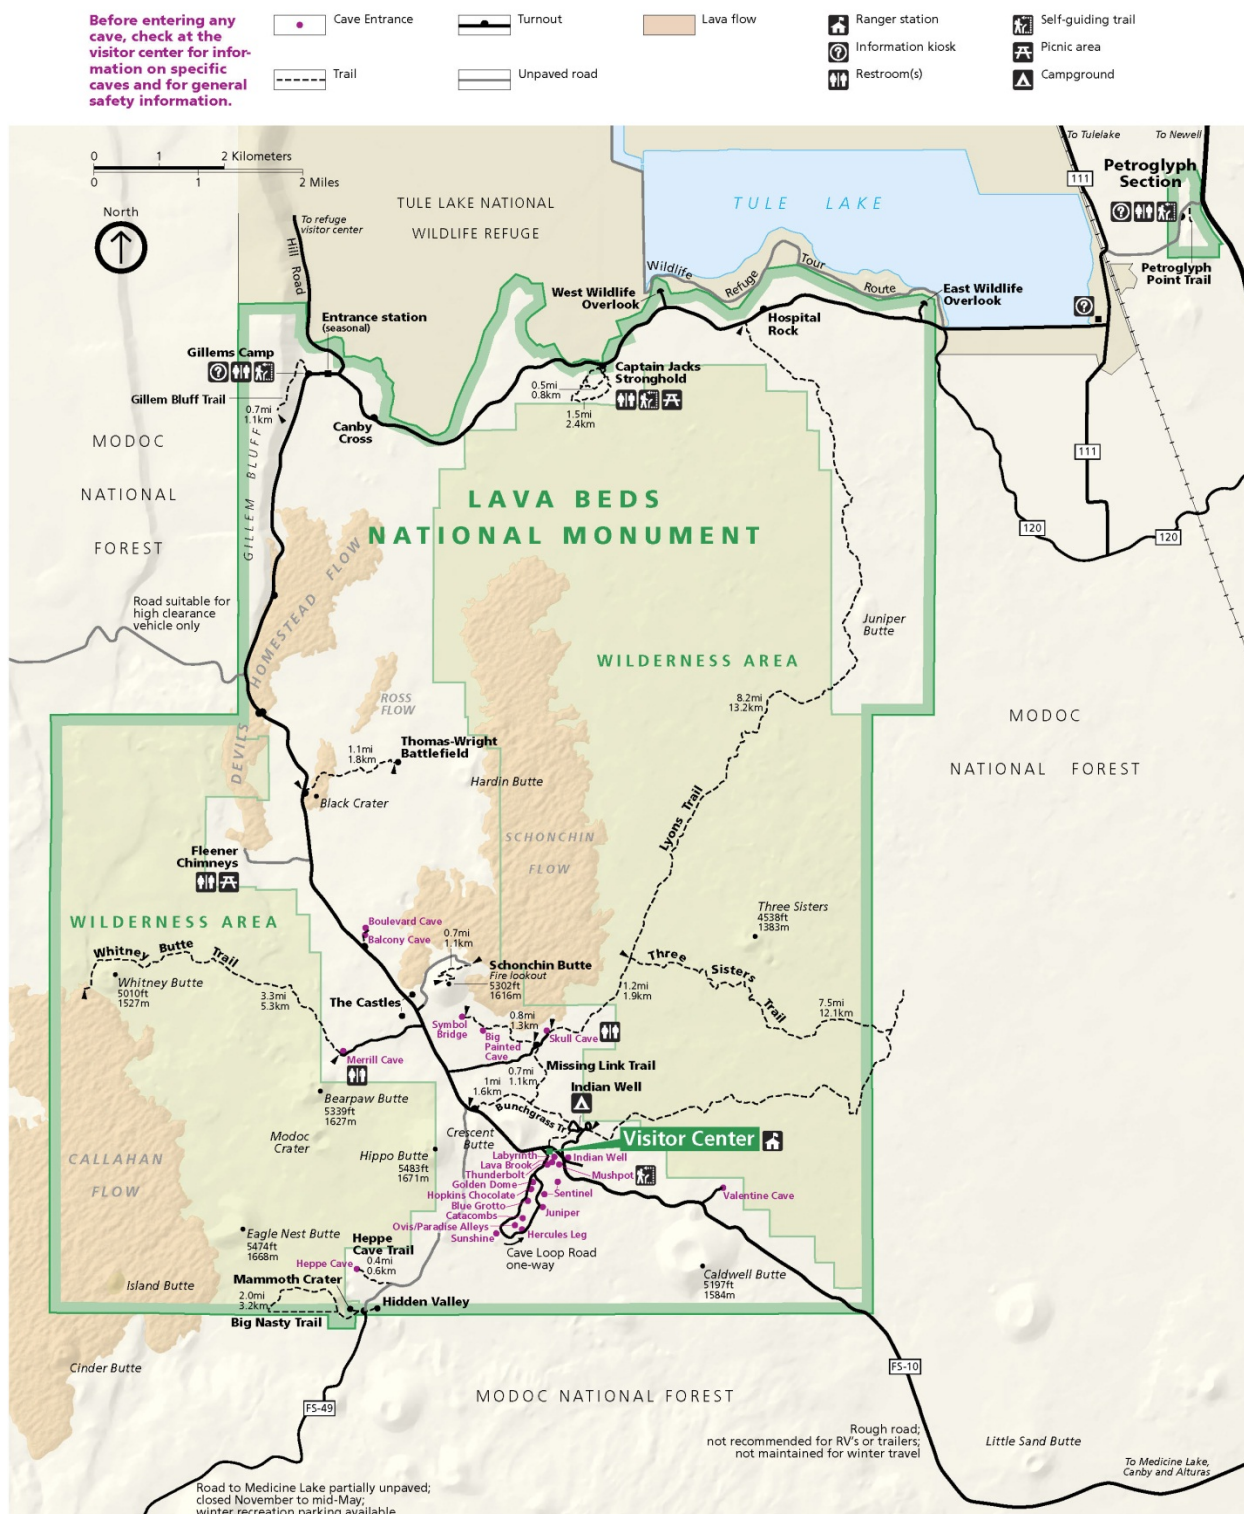 Before entering any
cave, check at the
visitor center for infor-
mation on specific
caves and for general
safety information.
Cave Entrance
Trail
Turnout
Unpaved road
Lava flow
Ranger station
Information kiosk
Restroom(s)
Self-guiding trail
Picnic area
Campground
0 1 2 Kilometers
0 1 2 Miles
North
To refuge
visitor center
Hill Road
TULE LAKE NATIONAL
WILDLIFE REFUGE
TULE LAKE
To Tulelake
To Newell
111
Petroglyph
Section
Petroglyph
Point Trail
Wildlife Refuge Tour Route
West Wildlife
Overlook
East Wildlife
Overlook
Hospital
Rock
Entrance station
(seasonal)
Gillems Camp
Gillem Bluff Trail
0.7mi
1.1km
Canby
Cross
Captain Jacks
Stronghold
0.5mi
0.8km
1.5mi
2.4km
MODOC
NATIONAL
FOREST
GILLEM BLUFF
LAVA BEDS
NATIONAL MONUMENT
111
120
120
DEVILS HOMESTEAD FLOW
Road suitable for
high clearance
vehicle only
Juniper
Butte
WILDERNESS AREA
ROSS
FLOW
8.2mi
13.2km
MODOC
NATIONAL FOREST
1.1mi
1.8km
Thomas-Wright
Battlefield
Black Crater
Hardin Butte
SCHONCHIN
FLOW
Lyons Trail
Fleener
Chimneys
WILDERNESS AREA
Boulevard Cave
Balcony Cave
Three Sisters
4538ft
1383m
Whitney Butte Trail
Whitney Butte
5010ft
1527m
3.3mi
5.3km
0.7mi
1.1km
Schonchin Butte
Fire lookout
5302ft
1616m
The Castles
Three Sisters Trail
1.2mi
1.9km
7.5mi
12.1km
Symbol
Bridge
Big
Painted
Cave
0.8mi
1.3km
Skull Cave
Merrill Cave
Missing Link Trail
0.7mi
1.1km
1mi
1.6km
Indian Well
Bunchgrass Tr
Bearpaw Butte
5339ft
1627m
Modoc
Crater
Crescent
Butte
Hippo Butte
5483ft
1671m
Visitor Center
CALLAHAN
FLOW
Labyrinth
Lava Brook
Thunderbolt
Golden Dome
Hopkins Chocolate
Blue Grotto
Catacombs
Ovis/Paradise Alleys
Sunshine
Indian Well
Mushpot
Sentinel
Juniper
Hercules Leg
Valentine Cave
Cave Loop Road
one-way
Eagle Nest Butte
5474ft
1668m
Heppe
Cave Trail
Heppe Cave
0.4mi
0.6km
Caldwell Butte
5197ft
1584m
Island Butte
Mammoth Crater
2.0mi
3.2km
Hidden Valley
Big Nasty Trail
Cinder Butte
FS-49
MODOC NATIONAL FOREST
FS-10
Rough road;
not recommended for RV's or trailers;
not maintained for winter travel
Little Sand Butte
To Medicine Lake,
Canby and Alturas
Road to Medicine Lake partially unpaved;
closed November to mid-May;
winter recreation parking available